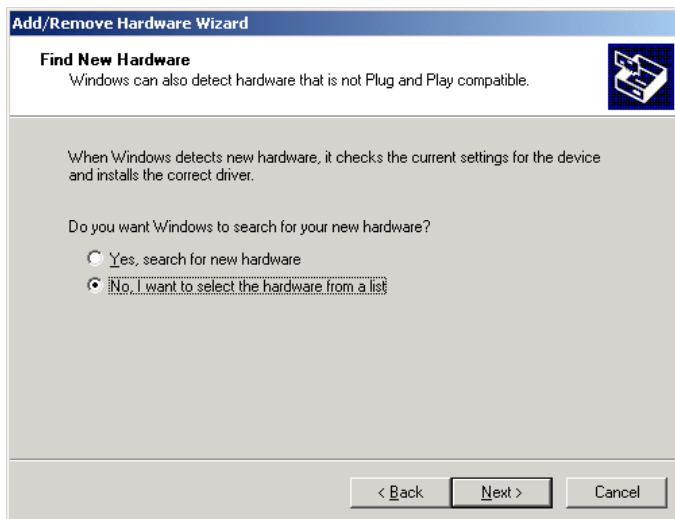 Add/Remove Hardware Wizard
Find New Hardware
Windows can also detect hardware that is not Plug and Play compatible.
When Windows detects new hardware, it checks the current settings for the device
and installs the correct driver.
Do you want Windows to search for your new hardware?
Yes, search for new hardware
No, I want to select the hardware from a list
< Back Next > Cancel